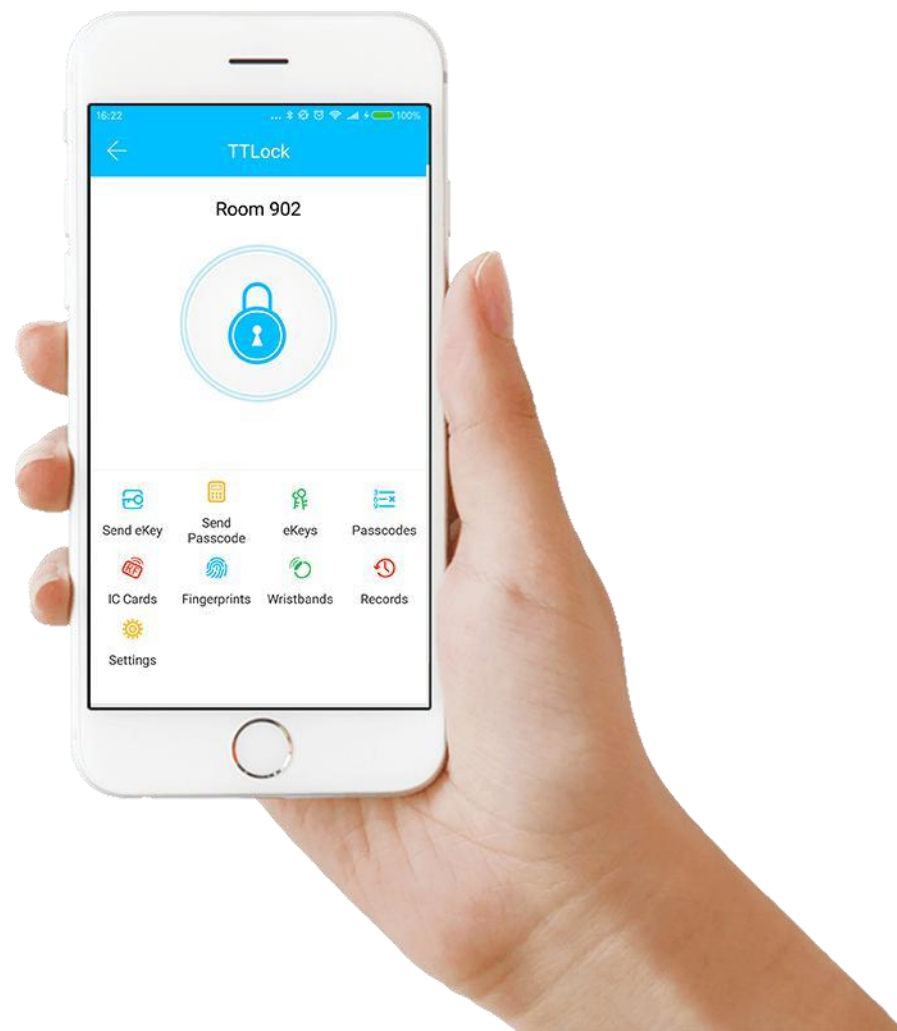 16:22 ... 100%
TTLock
Room 902
Send eKey
Send
Passcode
eKeys
Passcodes
IC Cards
Fingerprints
Wristbands
Records
Settings